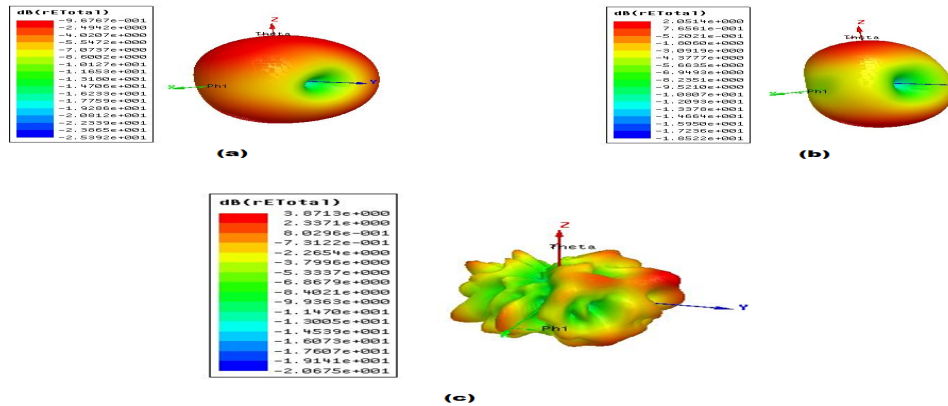 dB(rETotal)
-9.6767e-001
-2.4942e+000
-4.0207e+000
-5.5472e+000
-7.0737e+000
-8.6002e+000
-1.0127e+001
-1.1653e+001
-1.3180e+001
-1.4706e+001
-1.6233e+001
-1.7759e+001
-1.9286e+001
-2.0812e+001
-2.2339e+001
-2.3865e+001
-2.5392e+001
Z
Theta
X
Phi
Y
(a)
dB(rETotal)
2.0514e+000
7.6561e-001
-5.2021e-001
-1.8060e+000
-3.0919e+000
-4.3777e+000
-5.6635e+000
-6.9493e+000
-8.2351e+000
-9.5210e+000
-1.0807e+001
-1.2093e+001
-1.3378e+001
-1.4664e+001
-1.5950e+001
-1.7236e+001
-1.8522e+001
Z
Theta
X
Phi
(b)
dB(rETotal)
3.8713e+000
2.3371e+000
8.0296e-001
-7.3122e-001
-2.2654e+000
-3.7996e+000
-5.3337e+000
-6.8679e+000
-8.4021e+000
-9.9363e+000
-1.1470e+001
-1.3005e+001
-1.4539e+001
-1.6073e+001
-1.7607e+001
-1.9141e+001
-2.0675e+001
Z
Theta
Y
X
Phi
(c)